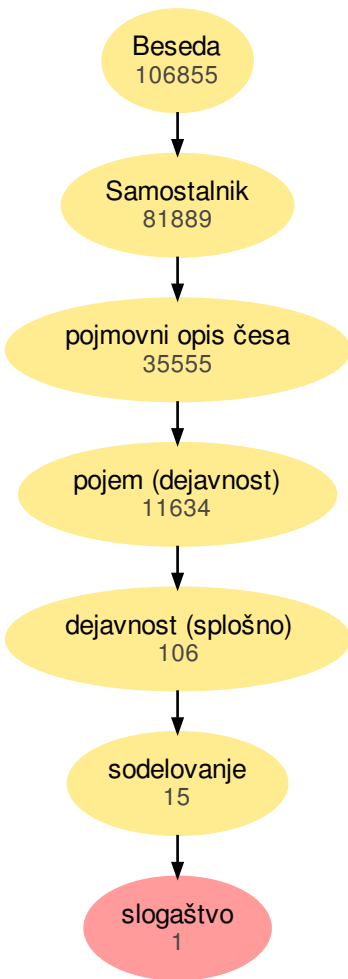 Beseda
106855
Samostalnik
81889
pojmovni opis česa
35555
pojem (dejavnost)
11634
dejavnost (splošno)
106
sodelovanje
15
slogaštvo
1